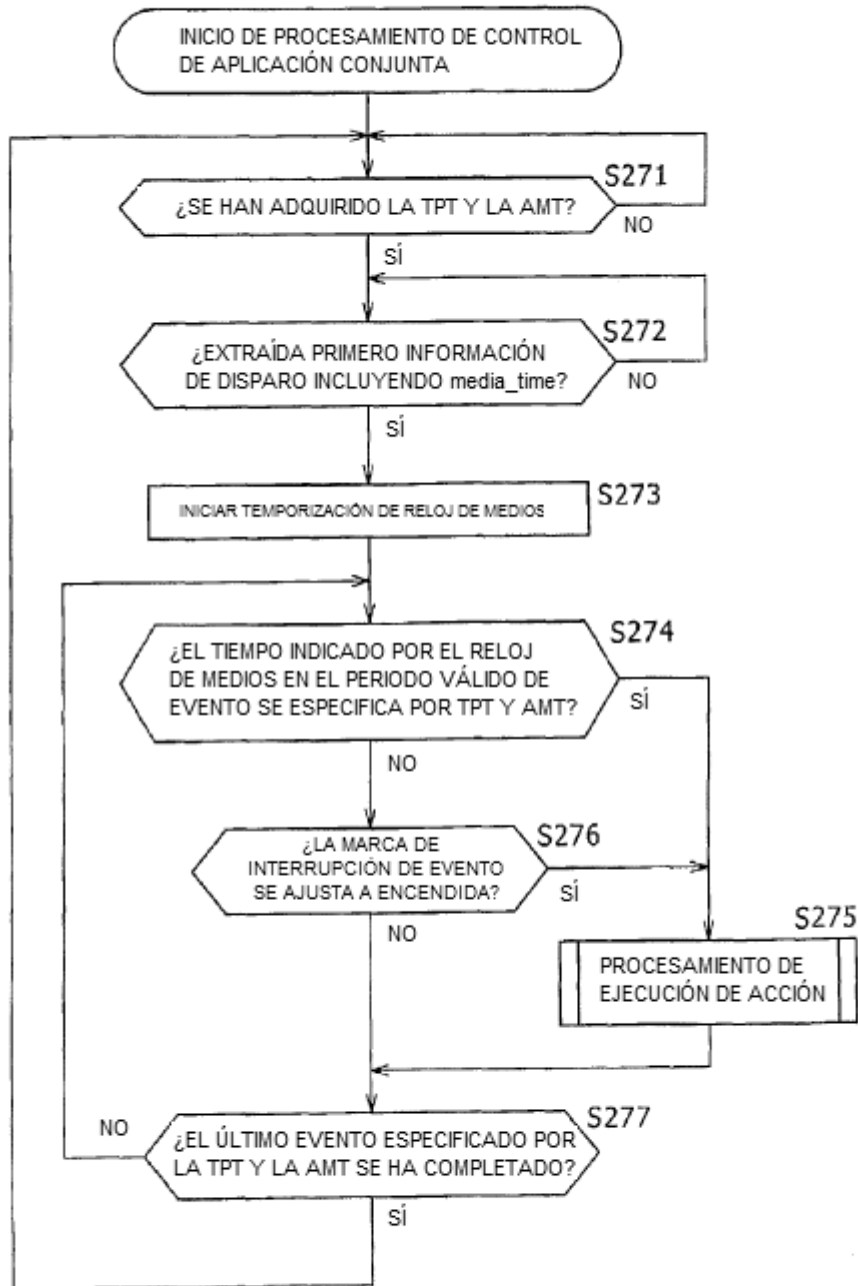 INICIO DE PROCESAMIENTO DE CONTROL
DE APLICACIÓN CONJUNTA
S271
¿SE HAN ADQUIRIDO LA TPT Y LA AMT?
NO
SÍ
S272
¿EXTRAÍDA PRIMERO INFORMACIÓN
DE DISPARO INCLUYENDO media_time?
NO
SÍ
S273
INICIAR TEMPORIZACIÓN DE RELOJ DE MEDIOS
S274
¿EL TIEMPO INDICADO POR EL RELOJ
DE MEDIOS EN EL PERIODO VÁLIDO DE
EVENTO SE ESPECIFICA POR TPT Y AMT?
SÍ
NO
S276
¿LA MARCA DE
INTERRUPCIÓN DE EVENTO
SE AJUSTA A ENCENDIDA?
SÍ
NO
S275
PROCESAMIENTO DE
EJECUCIÓN DE ACCIÓN
S277
NO
¿EL ÚLTIMO EVENTO ESPECIFICADO POR
LA TPT Y LA AMT SE HA COMPLETADO?
SÍ